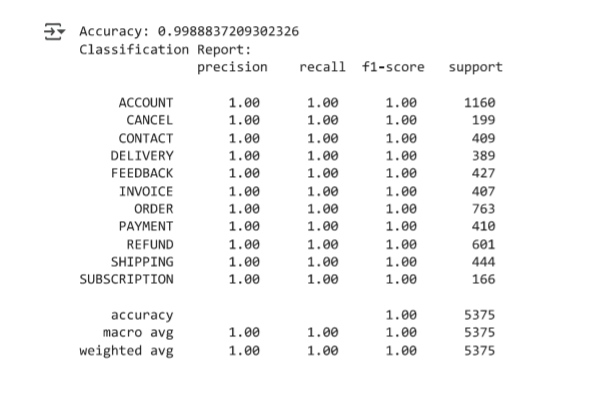 Accuracy: 0.9988837209302326
Classification Report:
precision recall f1-score support
ACCOUNT 1.00 1.00 1.00 1160
CANCEL 1.00 1.00 1.00 199
CONTACT 1.00 1.00 1.00 409
DELIVERY 1.00 1.00 1.00 389
FEEDBACK 1.00 1.00 1.00 427
INVOICE 1.00 1.00 1.00 407
ORDER 1.00 1.00 1.00 763
PAYMENT 1.00 1.00 1.00 410
REFUND 1.00 1.00 1.00 601
SHIPPING 1.00 1.00 1.00 444
SUBSCRIPTION 1.00 1.00 1.00 166
accuracy 1.00 5375
macro avg 1.00 1.00 1.00 5375
weighted avg 1.00 1.00 1.00 5375